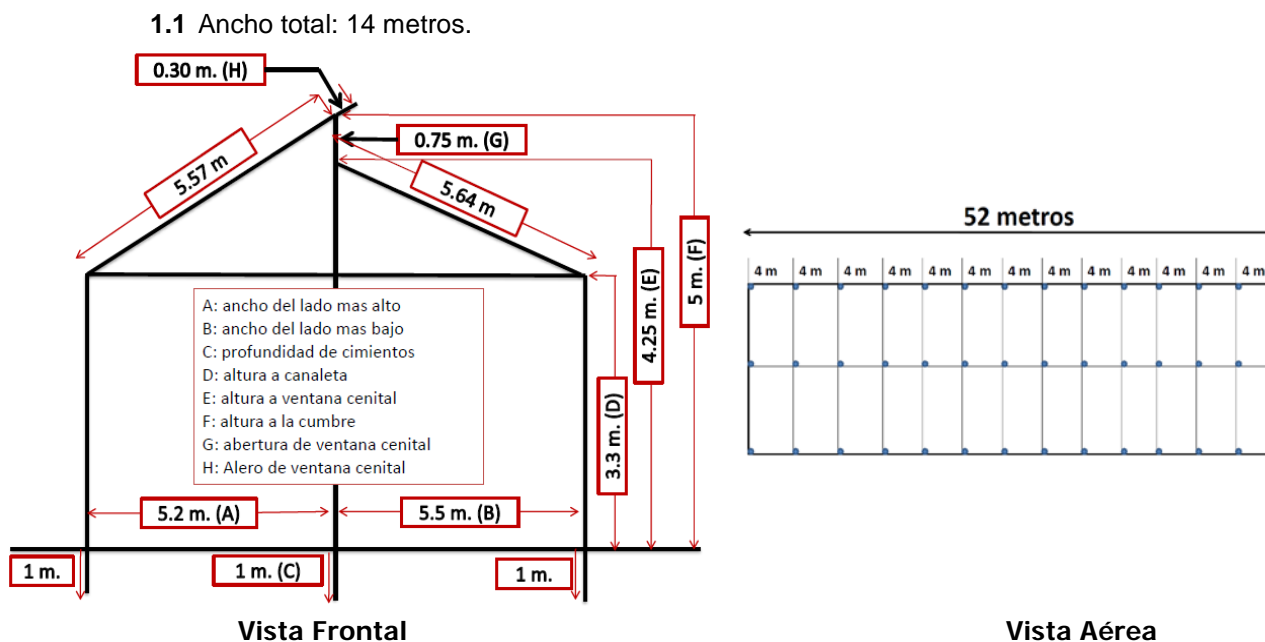 1.1 Ancho total: 14 metros.
0.30 m. (H)
0.75 m. (G)
5.57 m
5.64 m
52 metros
4 m 4 m 4 m 4 m 4 m 4 m 4 m 4 m 4 m 4 m 4 m 4 m
5 m. (F)
4.25 m. (E)
3.3 m. (D)
A: ancho del lado mas alto
B: ancho del lado mas bajo
C: profundidad de cimientos
D: altura a canaleta
E: altura a ventana cenital
F: altura a la cumbre
G: abertura de ventana cenital
H: Alero de ventana cenital
5.2 m. (A)
5.5 m. (B)
1 m.
1 m. (C)
1 m.
Vista Frontal
Vista Aérea